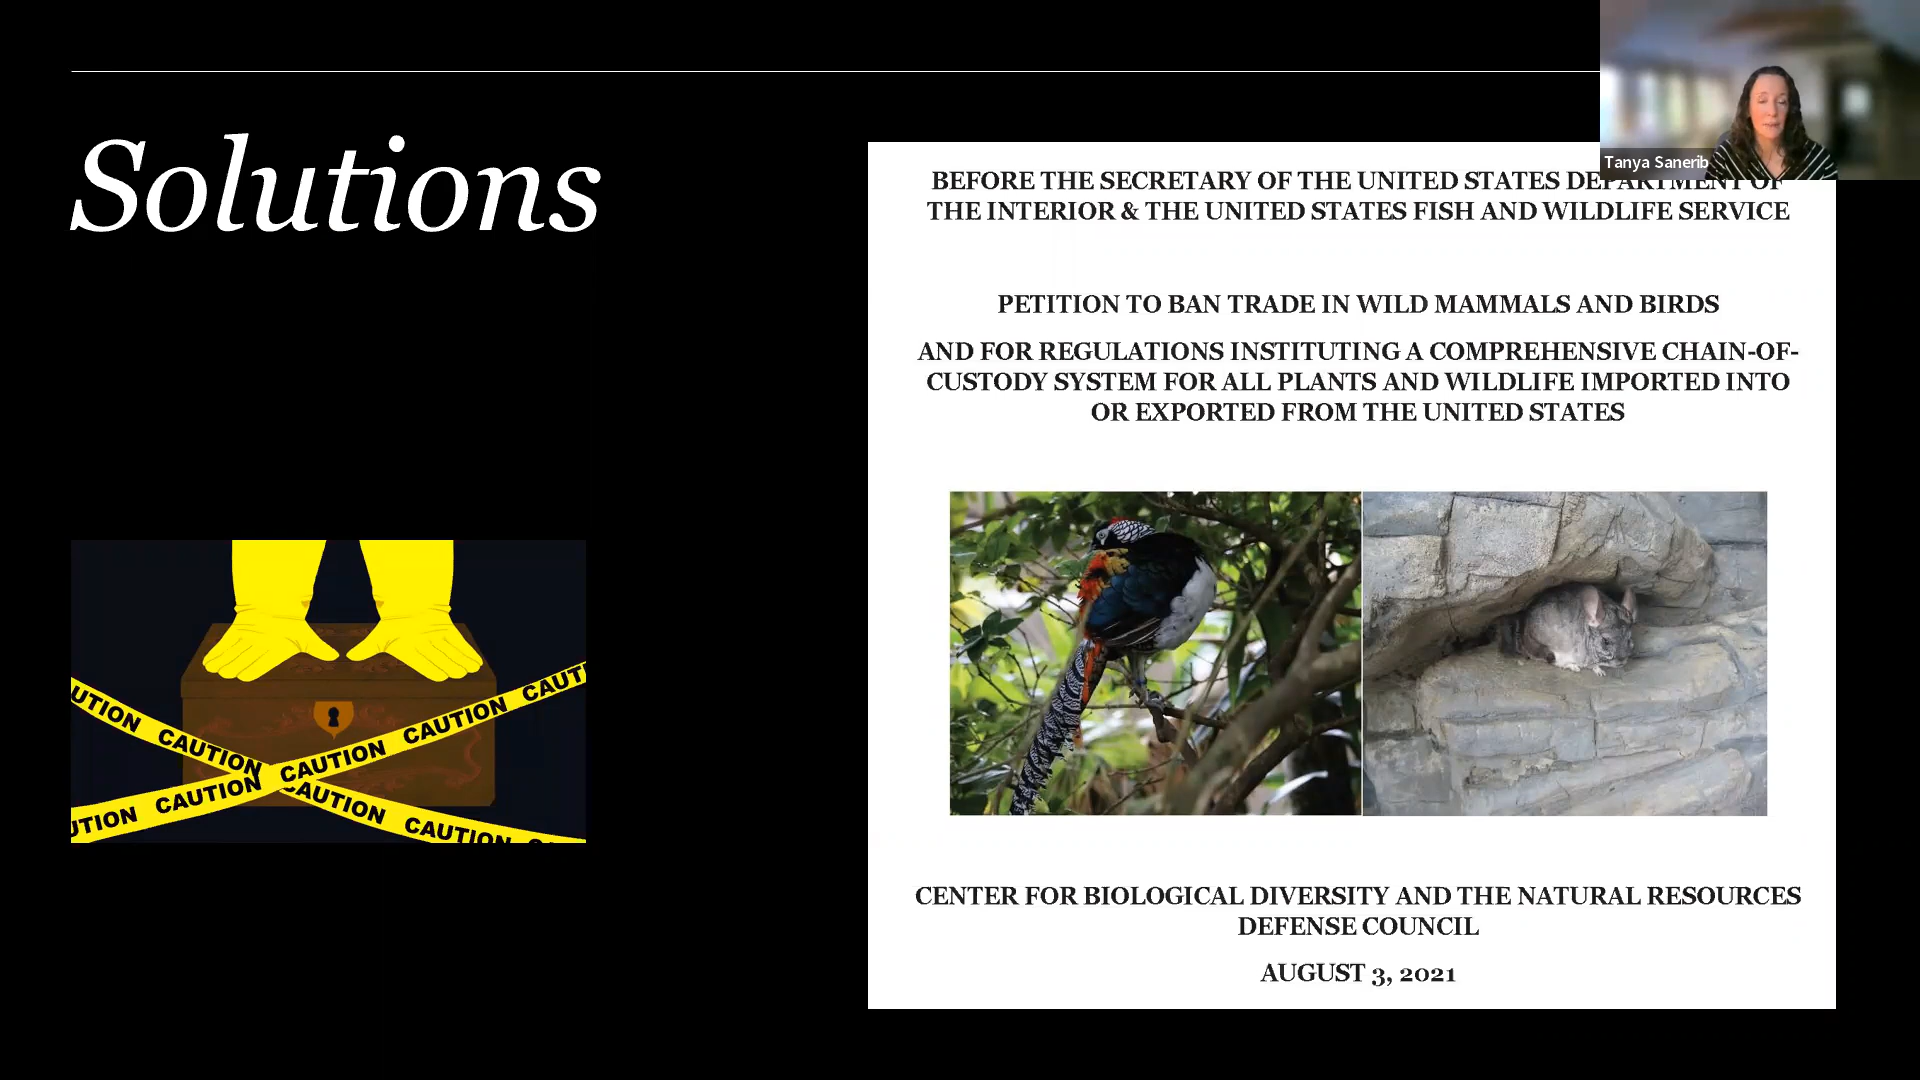 Solutions
Tanya Sanerib
BEFORE THE SECRETARY OF THE UNITED STATES DEPARTMENT OF
THE INTERIOR & THE UNITED STATES FISH AND WILDLIFE SERVICE
PETITION TO BAN TRADE IN WILD MAMMALS AND BIRDS
AND FOR REGULATIONS INSTITUTING A COMPREHENSIVE CHAIN-OF-
CUSTODY SYSTEM FOR ALL PLANTS AND WILDLIFE IMPORTED INTO
OR EXPORTED FROM THE UNITED STATES
UTION CAUTION CAUTION CAUTION
UTION CAUTION CAUTION CAUTION CAUT
CENTER FOR BIOLOGICAL DIVERSITY AND THE NATURAL RESOURCES
DEFENSE COUNCIL
AUGUST 3, 2021